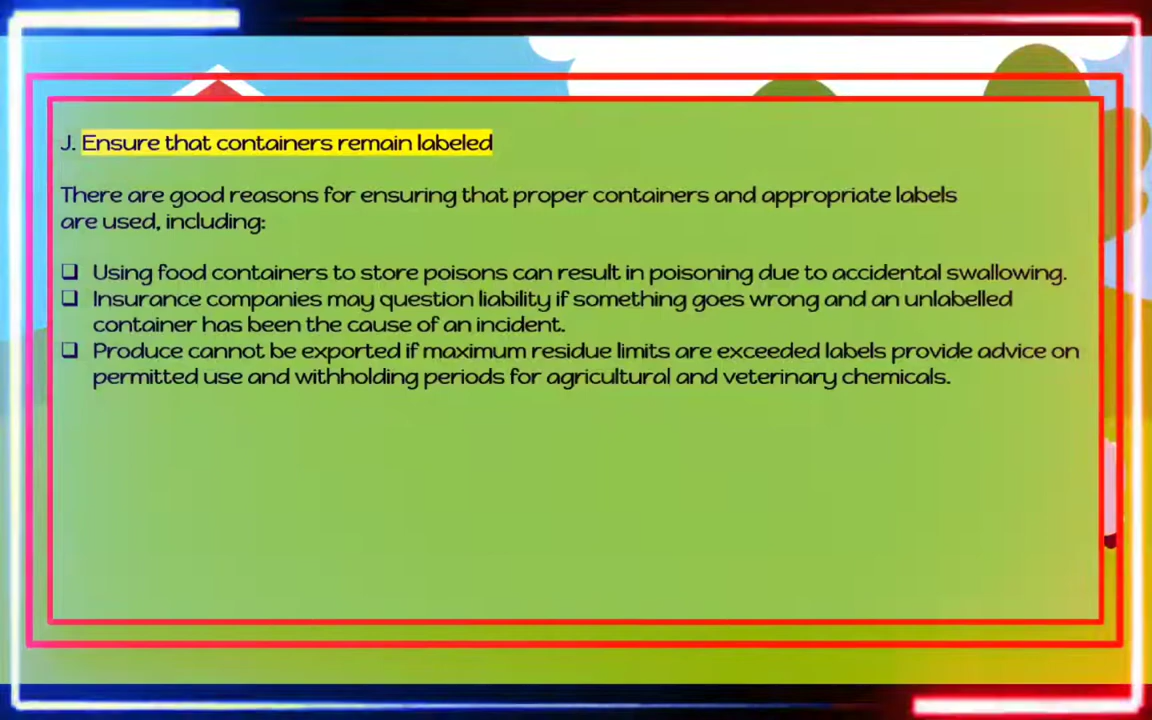 J. Ensure that containers remain labeled
There are good reasons for ensuring that proper containers and appropriate labels
are used, including:
❑ Using food containers to store poisons can result in poisoning due to accidental swallowing.
❑ Insurance companies may question liability if something goes wrong and an unlabelled
container has been the cause of an incident.
❑ Produce cannot be exported if maximum residue limits are exceeded labels provide advice on
permitted use and withholding periods for agricultural and veterinary chemicals.